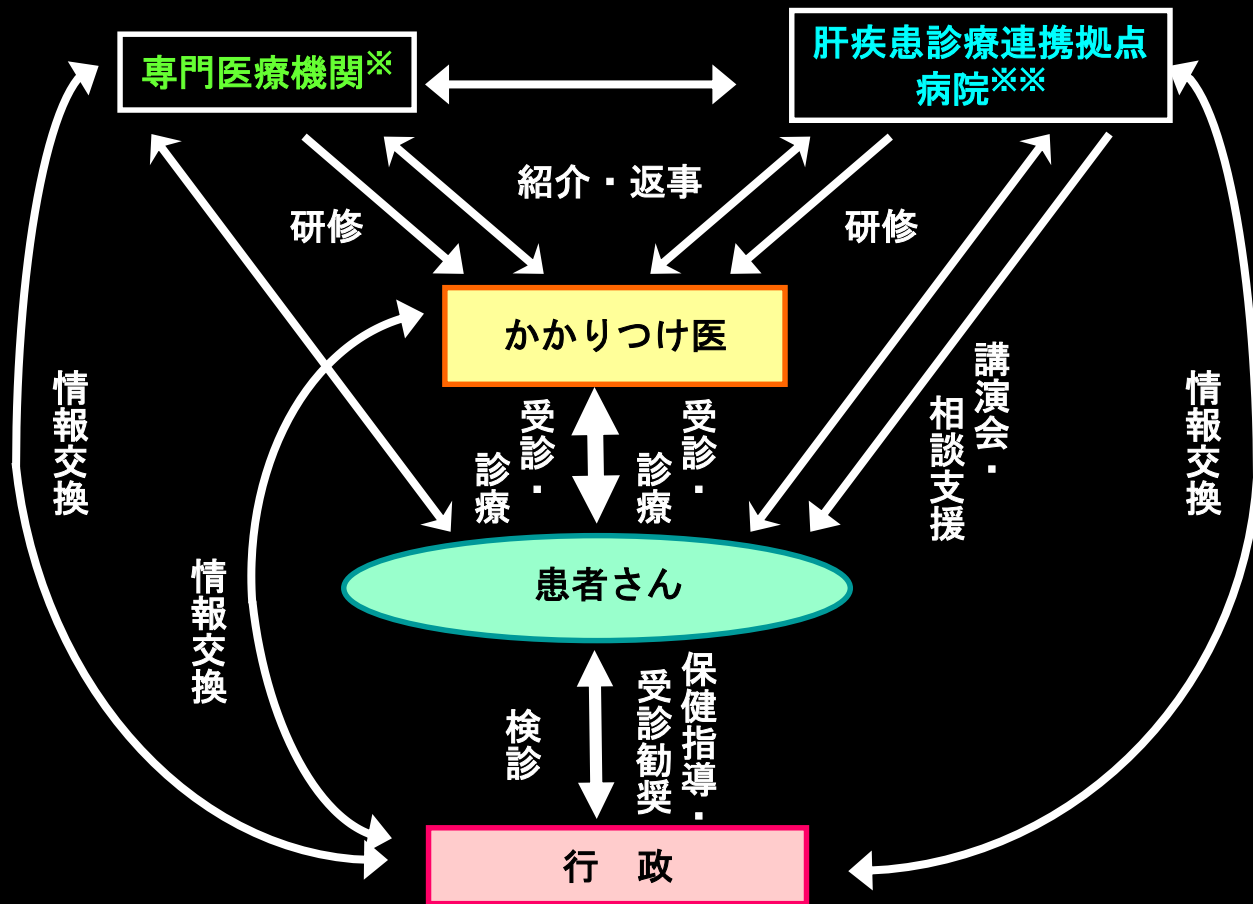 専門医療機関※
肝疾患診療連携拠点
病院※※
紹介・返事
研修
研修
かかりつけ医
情報交換
受診・
診療
受診・
診療
講演会・
相談支援
情報交換
情報交換
患者さん
検診
保健指導・
受診勧奨
行　政